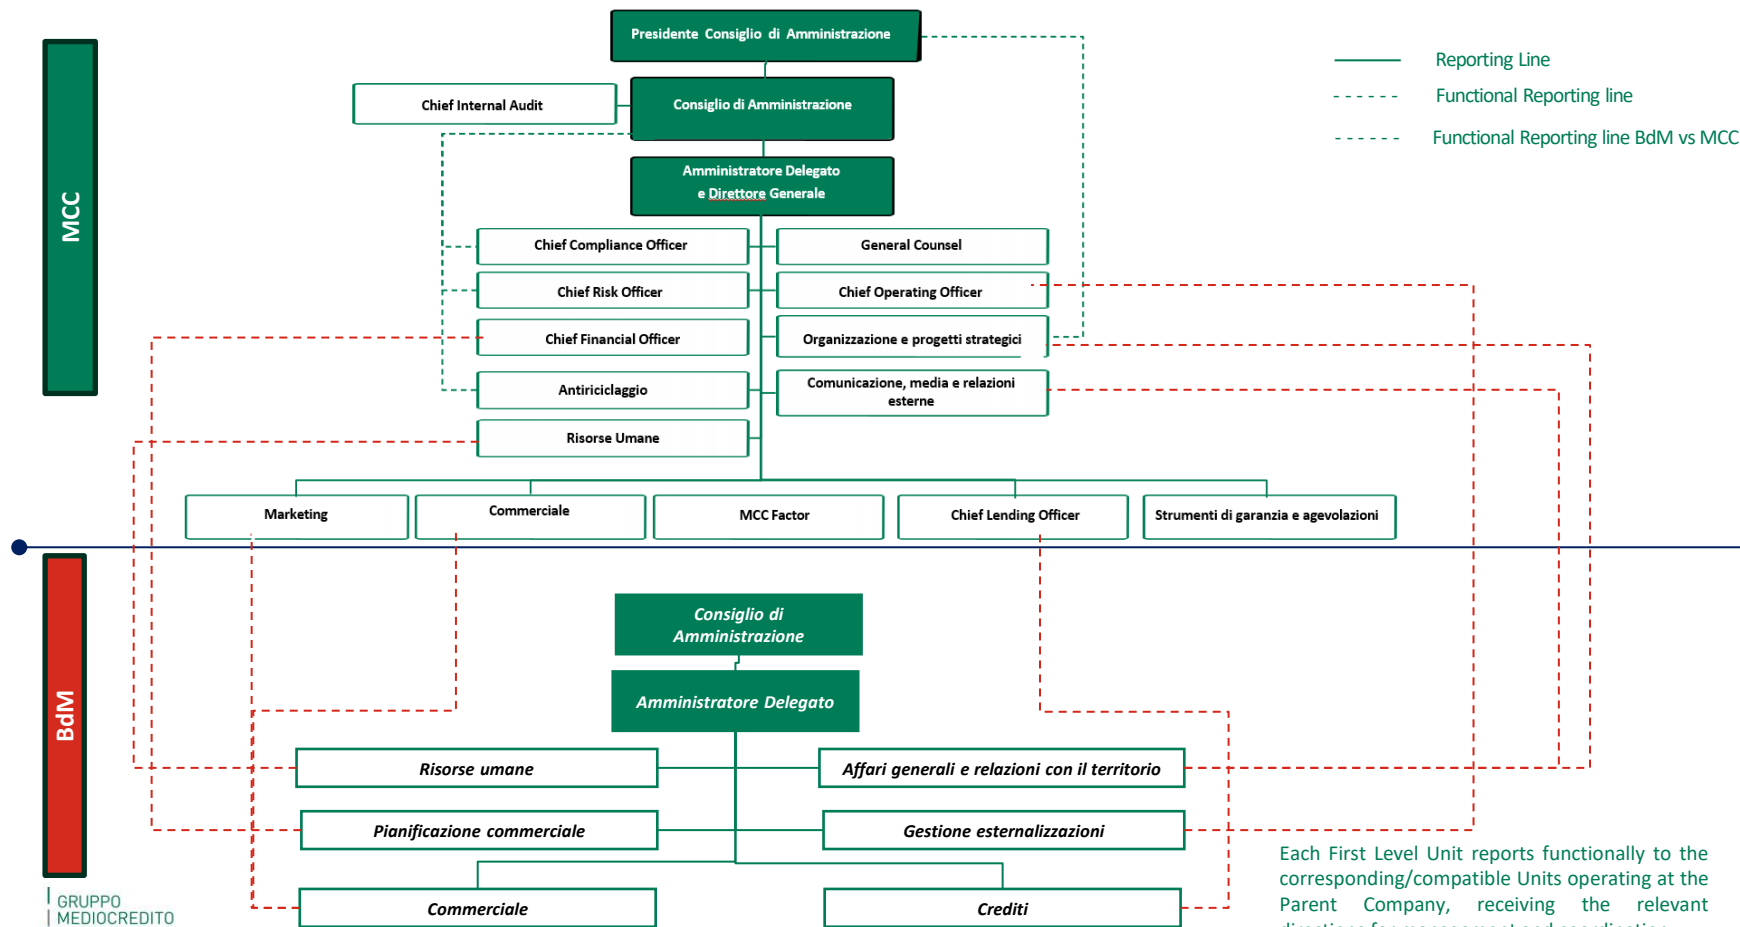 Presidente Consiglio di Amministrazione
Reporting Line
Chief Internal Audit
Consiglio di Amministrazione
Functional Reporting line
Functional Reporting line BdM vs MCC
MCC
Amministratore Delegato
e Direttore Generale
Chief Compliance Officer
General Counsel
Chief Risk Officer
Chief Operating Officer
Chief Financial Officer
Organizzazione e progetti strategici
Antiriciclaggio
Comunicazione, media e relazioni
esterne
Risorse Umane
Marketing
Commerciale
MCC Factor
Chief Lending Officer
Strumenti di garanzia e agevolazioni
BdM
Consiglio di
Amministrazione
Amministratore Delegato
Risorse umane
Affari generali e relazioni con il territorio
Pianificazione commerciale
Gestione esternalizzazioni
Commerciale
Crediti
Each First Level Unit reports functionally to the
corresponding/compatible Units operating at the
Parent Company, receiving the relevant
directions for management and coordination
GRUPPO
MEDIOCREDITO